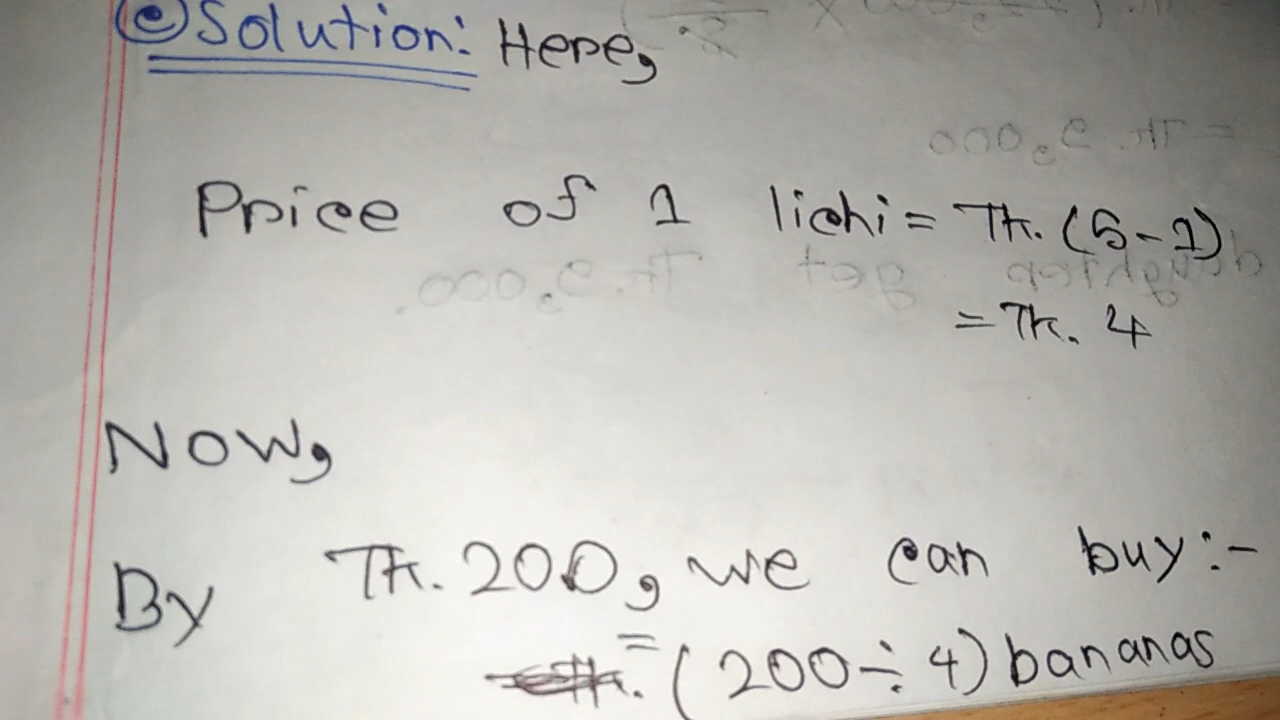 (c) Solution: Here,
Price of 1 lichi = Tk. (5-1)
= Tk. 4
Now,
By Tk. 200, we can buy:-
= (200÷4) bananas